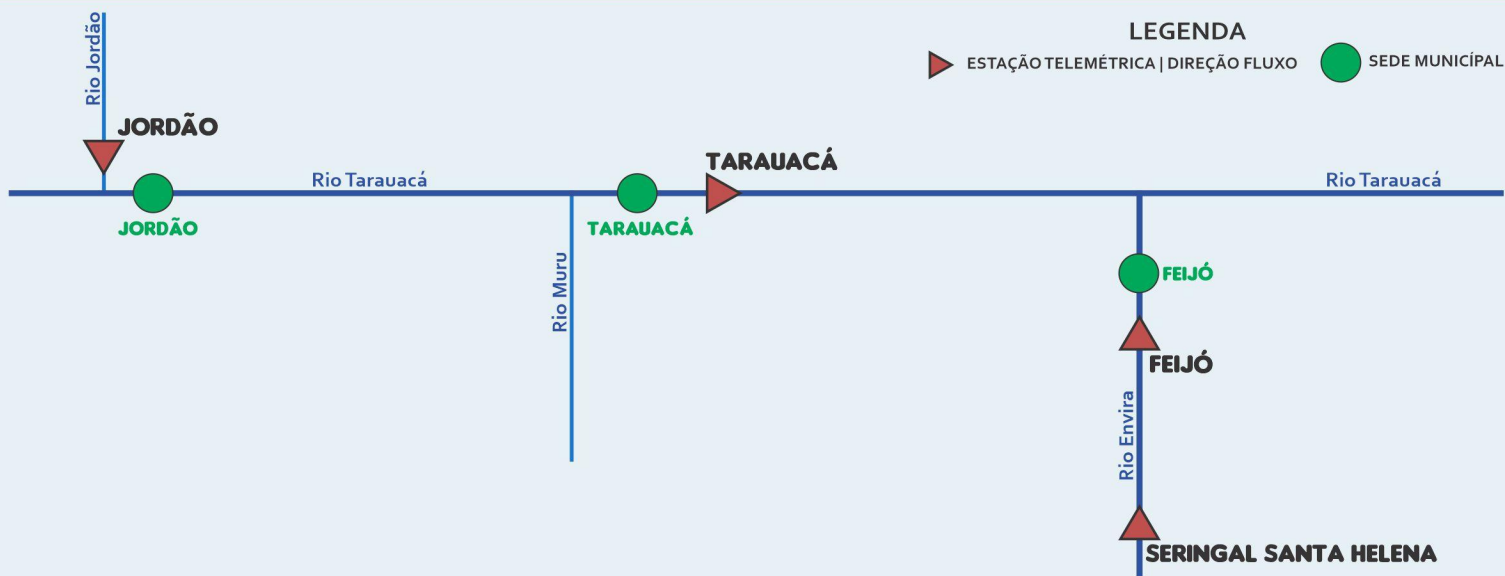 LEGENDA
ESTAÇÃO TELEMÉTRICA | DIREÇÃO FLUXO
SEDE MUNICÍPAL
Rio Jordão
JORDÃO
JORDÃO
Rio Tarauacá
TARAUACÁ
TARAUACÁ
Rio Tarauacá
Rio Muru
FEIJÓ
FEIJÓ
Rio Envira
SERINGAL SANTA HELENA